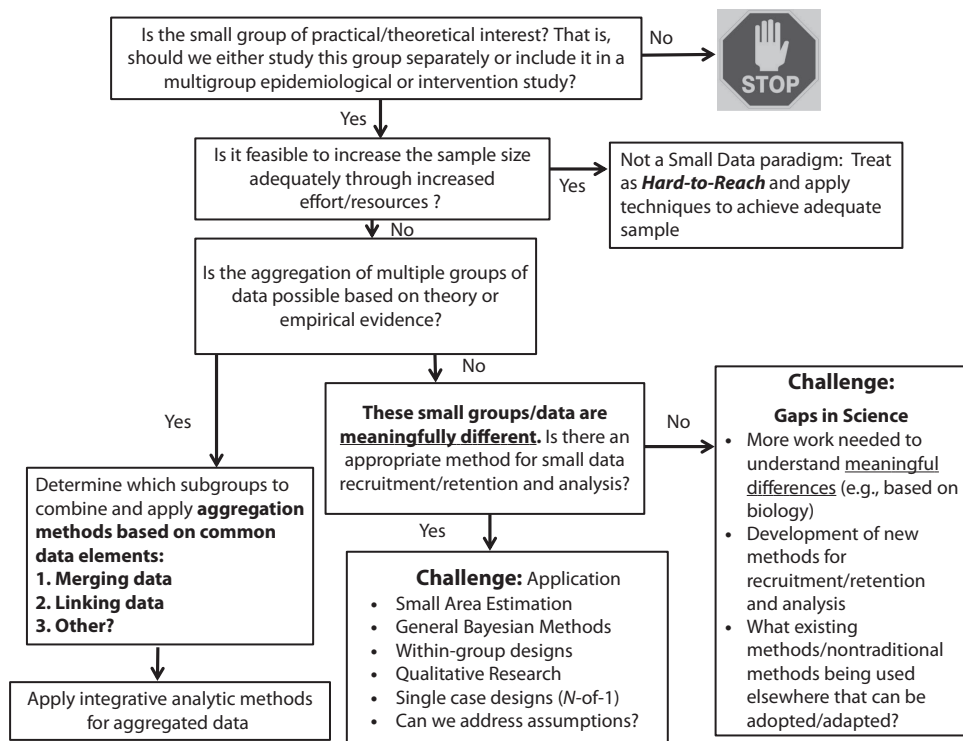 Is the small group of practical/theoretical interest? That is,
should we either study this group separately or include it in a
multigroup epidemiological or intervention study?
No
STOP
Yes
Is it feasible to increase the sample size
adequately through increased
effort/resources ?
Yes
Not a Small Data paradigm: Treat
as Hard-to-Reach and apply
techniques to achieve adequate
sample
No
Is the aggregation of multiple groups of
data possible based on theory or
empirical evidence?
Yes
No
Determine which subgroups to
combine and apply aggregation
methods based on common
data elements:
1. Merging data
2. Linking data
3. Other?
Apply integrative analytic methods
for aggregated data
These small groups/data are
meaningfully different. Is there an
appropriate method for small data
recruitment/retention and analysis?
No
Yes
Challenge: Application
• Small Area Estimation
• General Bayesian Methods
• Within-group designs
• Qualitative Research
• Single case designs (N-of-1)
• Can we address assumptions?
Challenge:
Gaps in Science
• More work needed to
understand meaningful
differences (e.g., based on
biology)
• Development of new
methods for
recruitment/retention
and analysis
• What existing
methods/nontraditional
methods being used
elsewhere that can be
adopted/adapted?